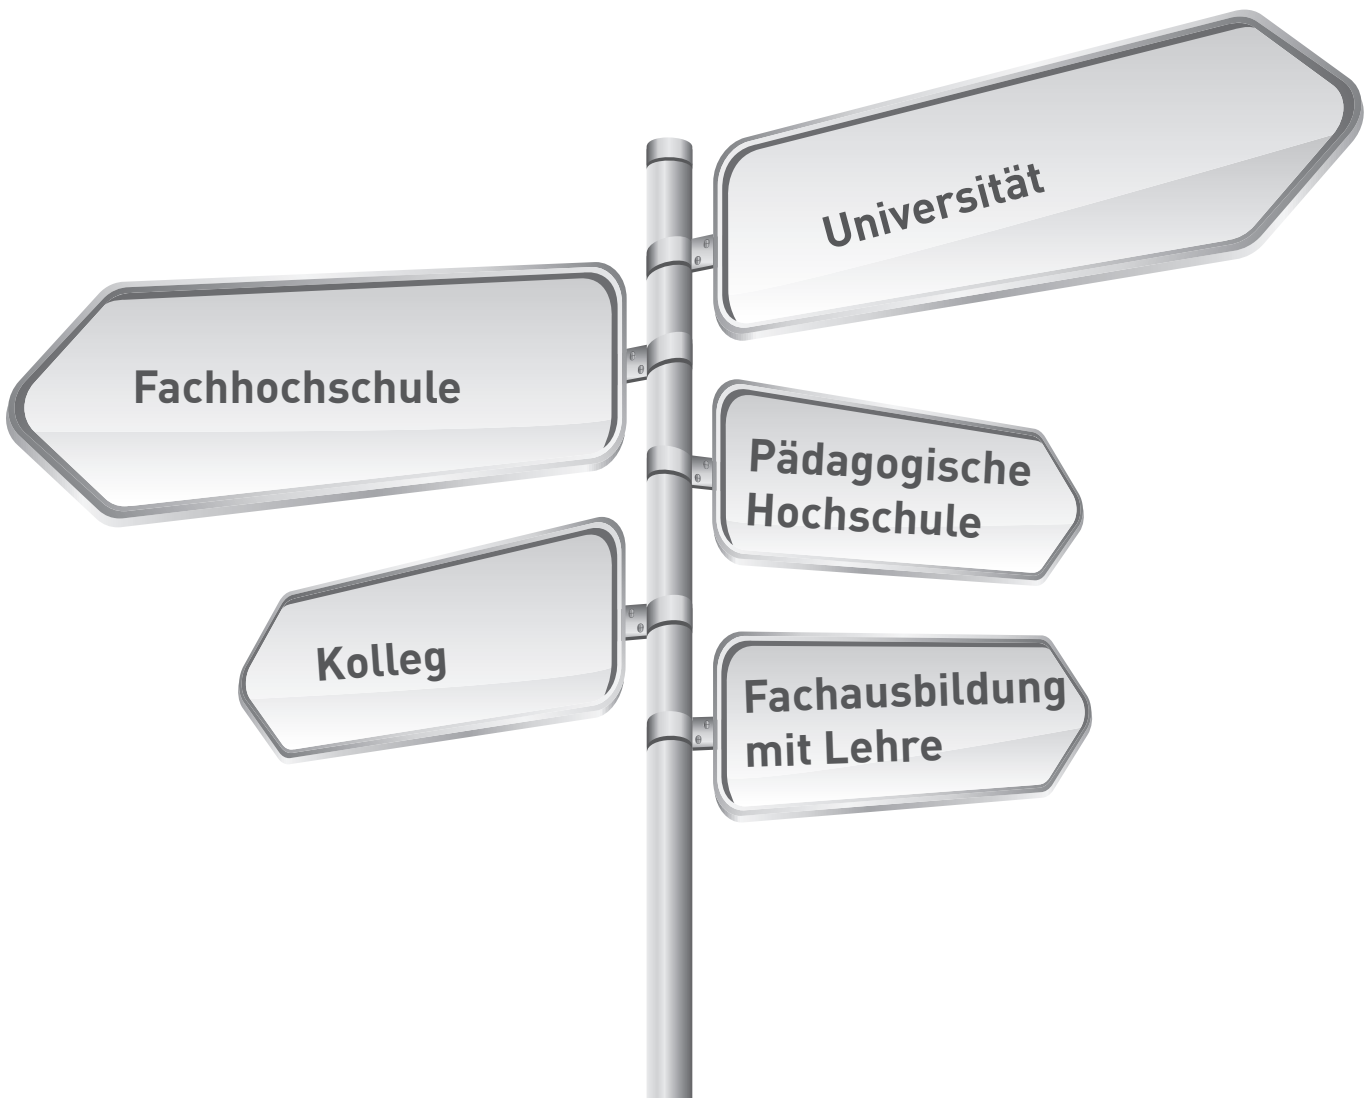 Universität
Fachhochschule
Pädagogische
Hochschule
Kolleg
Fachausbildung
mit Lehre